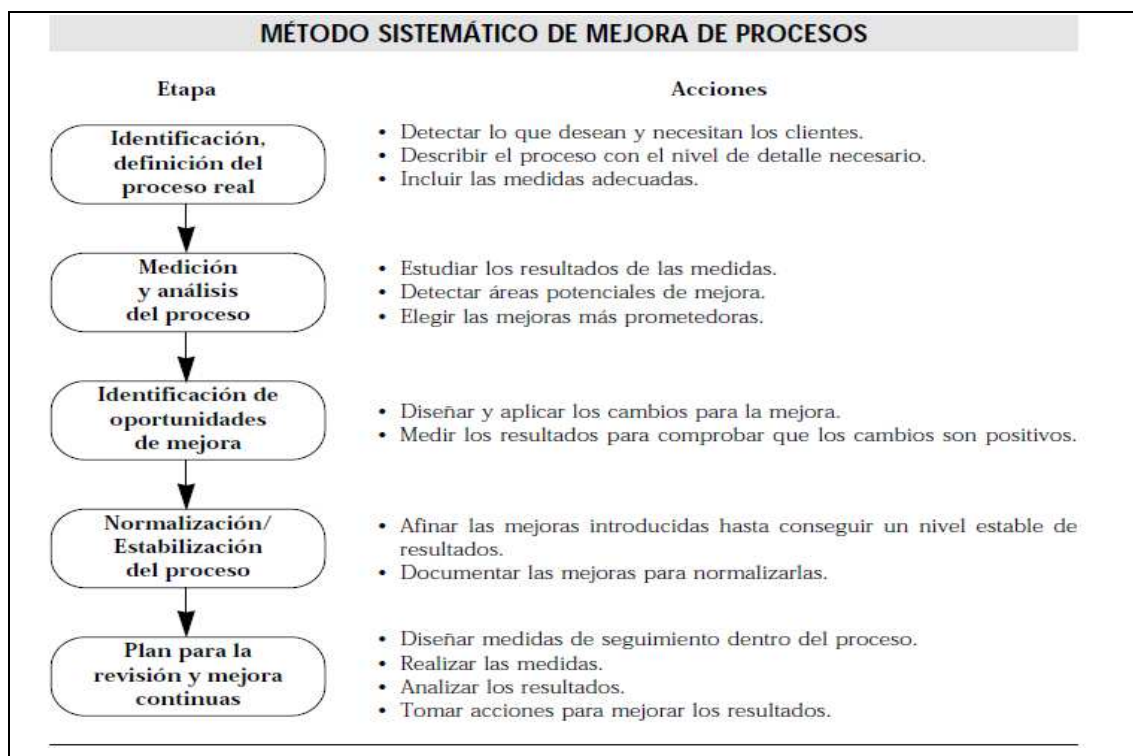 MÉTODO SISTEMÁTICO DE MEJORA DE PROCESOS
Etapa
Acciones
Identificación,
definición del
proceso real
• Detectar lo que desean y necesitan los clientes.
• Describir el proceso con el nivel de detalle necesario.
• Incluir las medidas adecuadas.
Medición
y análisis
del proceso
• Estudiar los resultados de las medidas.
• Detectar áreas potenciales de mejora.
• Elegir las mejoras más prometedoras.
Identificación de
oportunidades
de mejora
• Diseñar y aplicar los cambios para la mejora.
• Medir los resultados para comprobar que los cambios son positivos.
Normalización/
Estabilización
del proceso
• Afinar las mejoras introducidas hasta conseguir un nivel estable de
resultados.
• Documentar las mejoras para normalizarlas.
Plan para la
revisión y mejora
continuas
• Diseñar medidas de seguimiento dentro del proceso.
• Realizar las medidas.
• Analizar los resultados.
• Tomar acciones para mejorar los resultados.